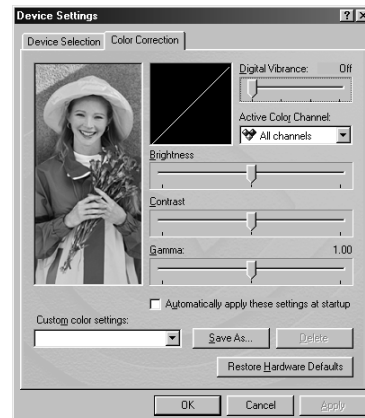 Device Settings
Device Selection
Color Correction
Digital Vibrance: Off
Active Color Channel:
All channels
Brightness
Contrast
Gamma: 1.00
Automatically apply these settings at startup
Custom color settings:
Save As...
Delete
Restore Hardware Defaults
OK
Cancel
Apply